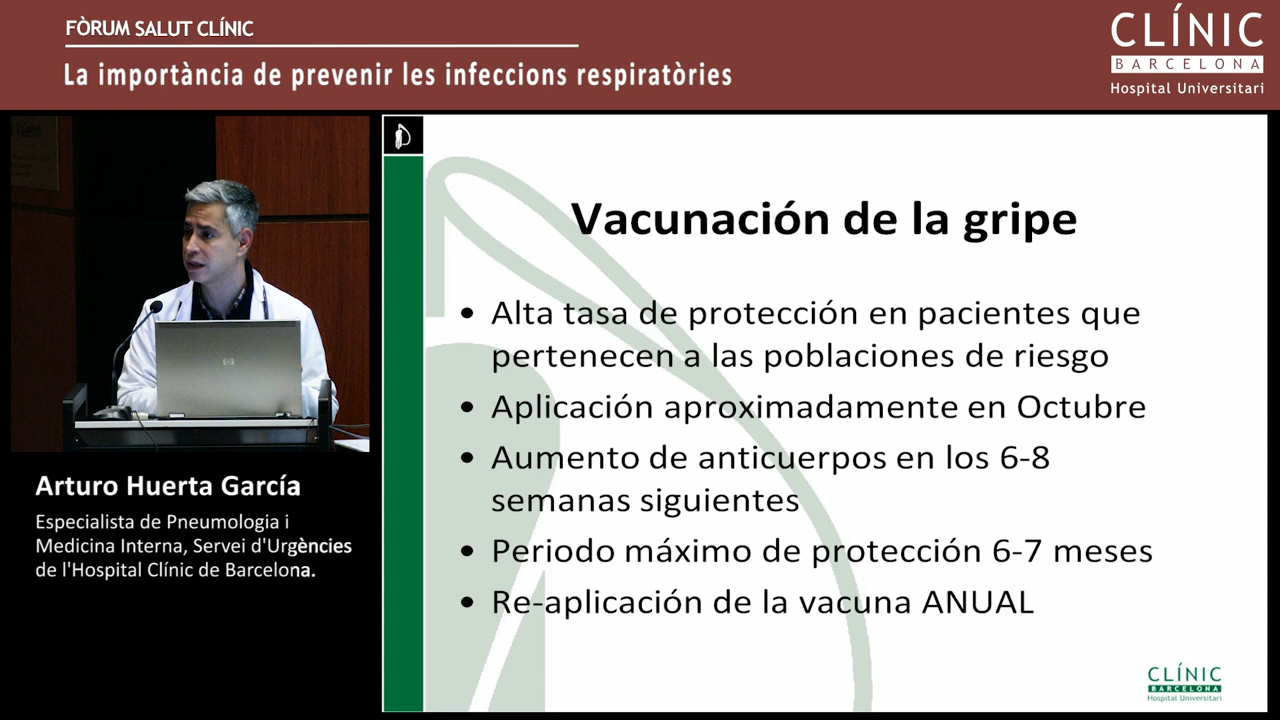 FÒRUM SALUT CLÍNIC
La importància de prevenir les infeccions respiratòries
CLÍNIC
BARCELONA
Hospital Universitari
Vacunación de la gripe
• Alta tasa de protección en pacientes que
pertenecen a las poblaciones de riesgo
• Aplicación aproximadamente en Octubre
• Aumento de anticuerpos en los 6-8
semanas siguientes
• Periodo máximo de protección 6-7 meses
• Re-aplicación de la vacuna ANUAL
CLÍNIC
BARCELONA
Hospital Universitari
hp
Arturo Huerta García
Especialista de Pneumologia i
Medicina Interna, Servei d'Urgències
de l'Hospital Clínic de Barcelona.